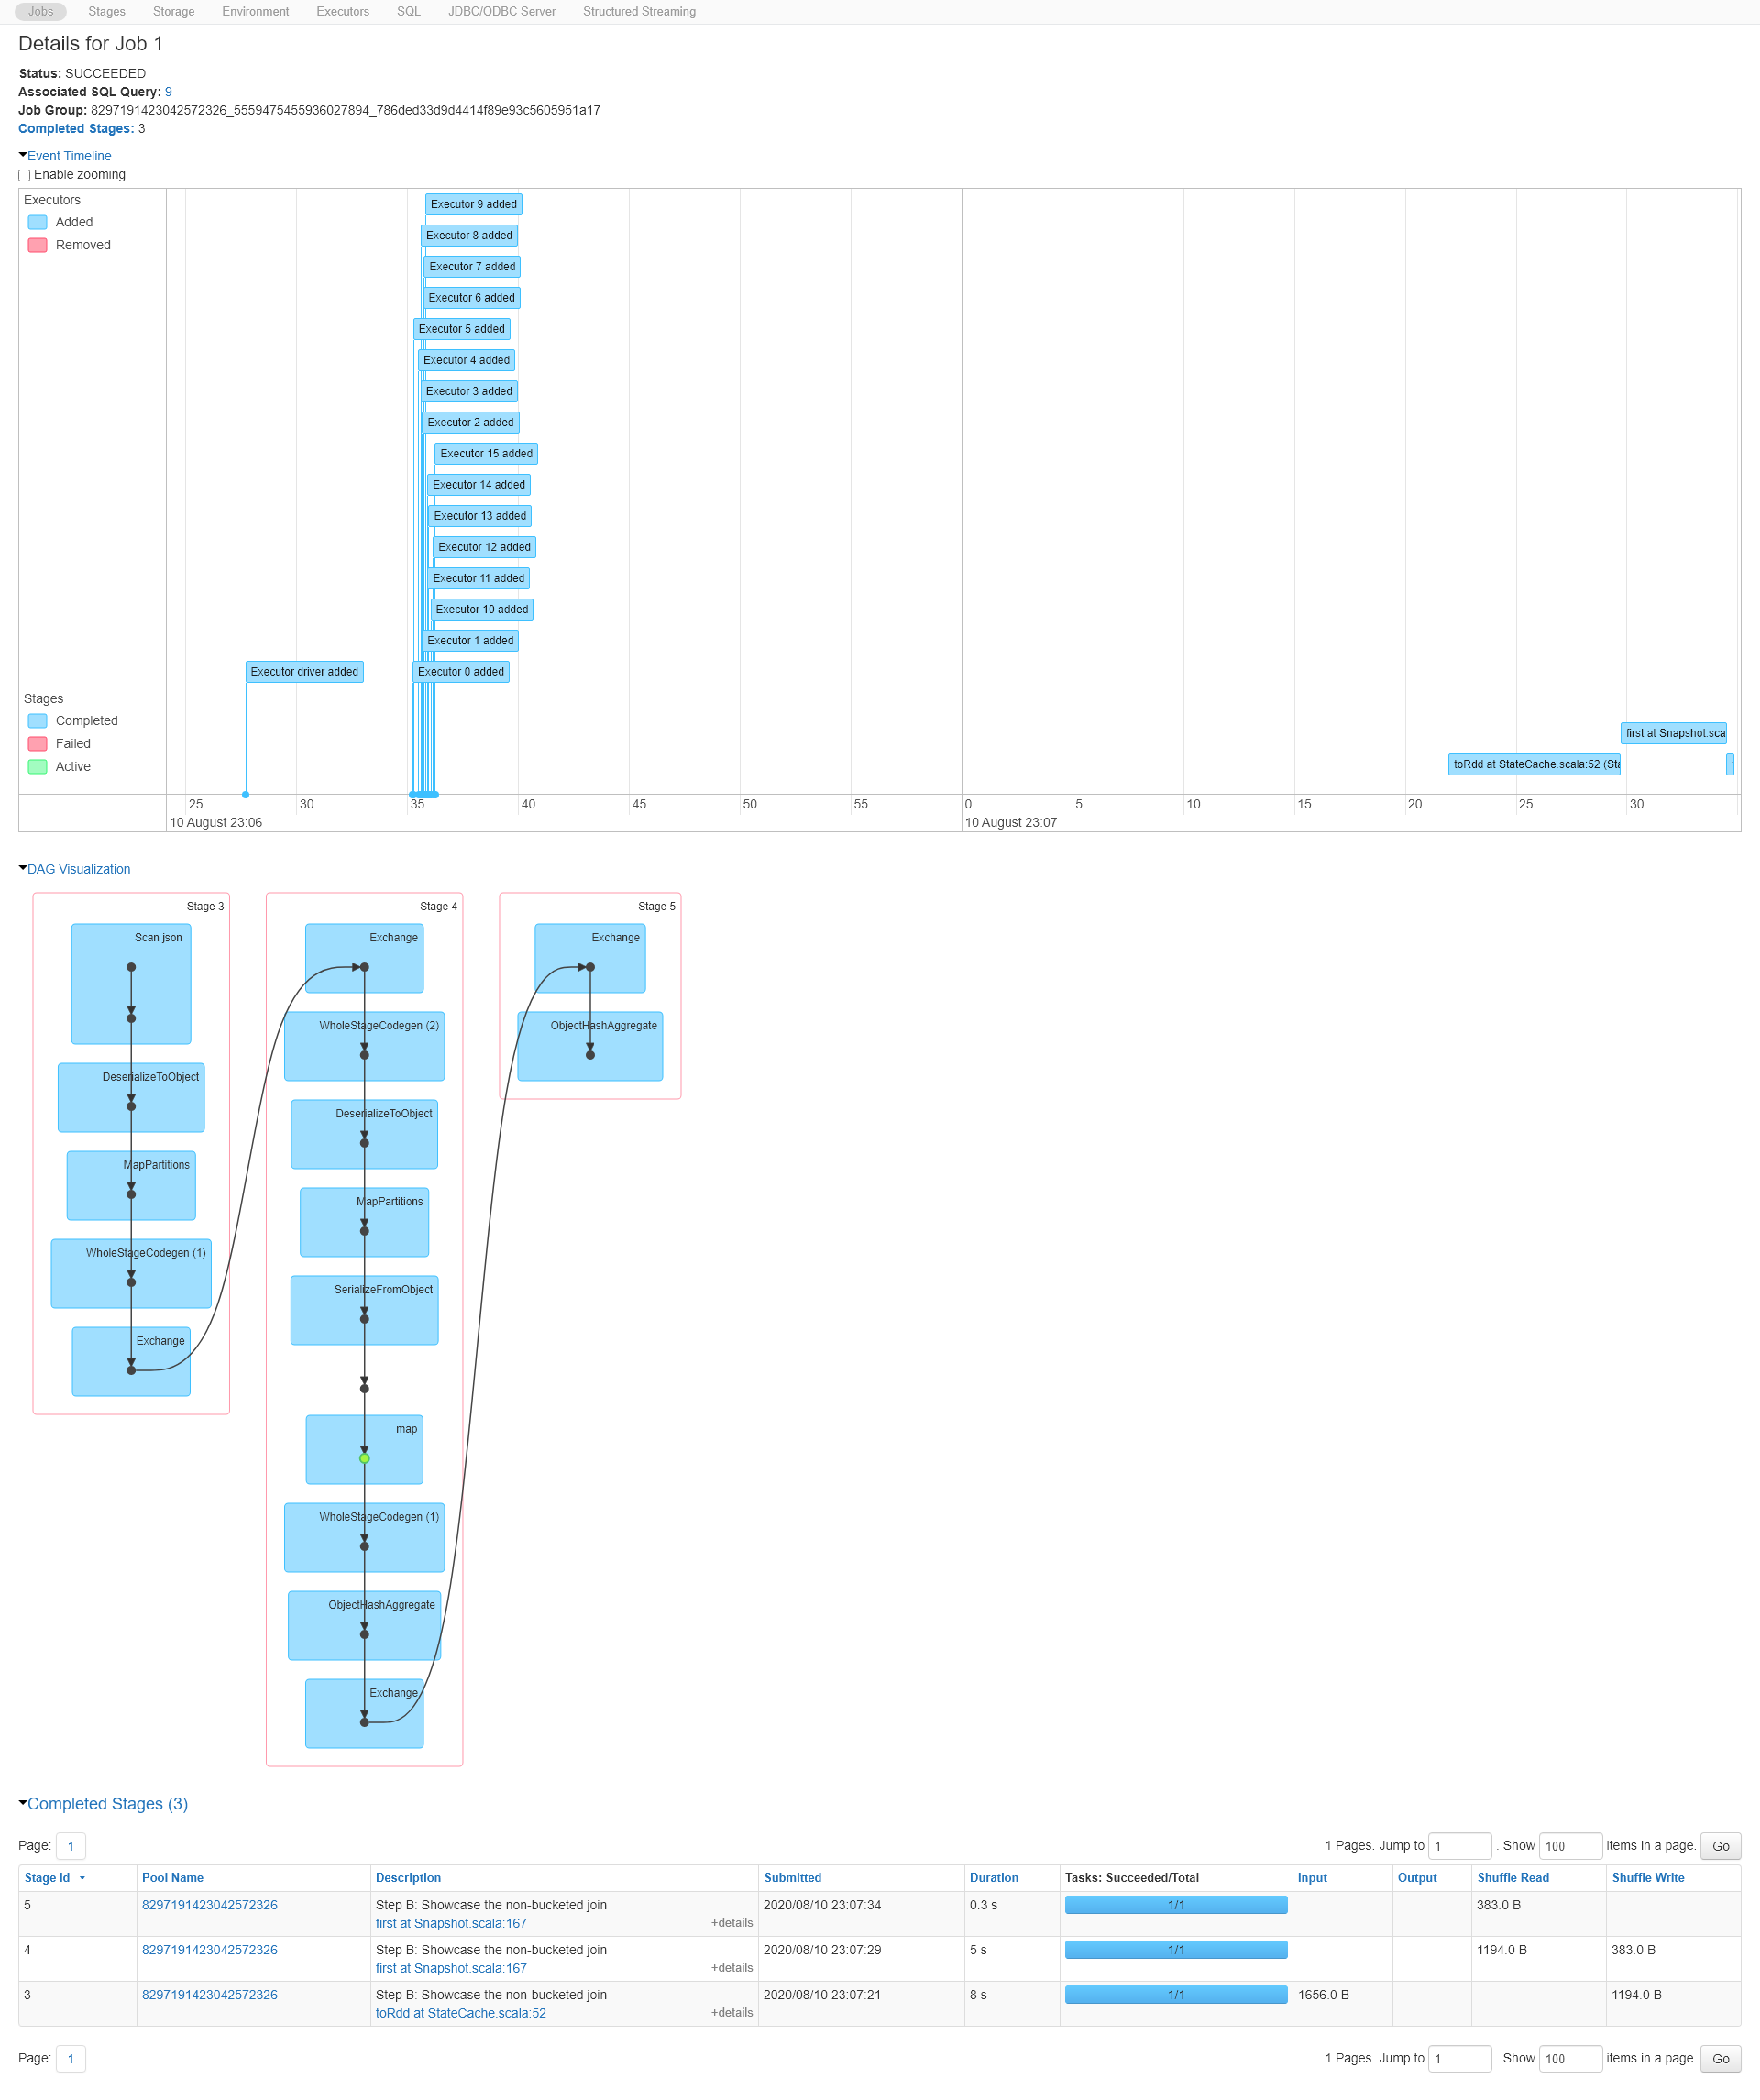 Jobs Stages Storage Environment Executors SQL JDBC/ODBC Server Structured Streaming
Details for Job 1
Status: SUCCEEDED
Associated SQL Query: 9
Job Group: 8297191423042572326_5559475455936027894_786ded33d9d4414f89e93c5605951a17
Completed Stages: 3
Event Timeline
Enable zooming
Executors
Added
Removed
Executor 9 added
Executor 8 added
Executor 7 added
Executor 6 added
Executor 5 added
Executor 4 added
Executor 3 added
Executor 2 added
Executor 15 added
Executor 14 added
Executor 13 added
Executor 12 added
Executor 11 added
Executor 10 added
Executor 1 added
Executor driver added Executor 0 added
Stages
Completed
Failed
Active
first at Snapshot.sca
toRdd at StateCache.scala:52 (Sta
25 30 35 40 45 50 55 0 5 10 15 20 25 30
10 August 23:06 10 August 23:07
DAG Visualization
Stage 3
Scan json
DeserializeToObject
MapPartitions
WholeStageCodegen (1)
Exchange
Stage 4
Exchange
WholeStageCodegen (2)
DeserializeToObject
MapPartitions
SerializeFromObject
map
WholeStageCodegen (1)
ObjectHashAggregate
Exchange
Stage 5
Exchange
ObjectHashAggregate
Completed Stages (3)
Page: 1 1 Pages. Jump to 1 . Show 100 items in a page. Go
Stage Id Pool Name Description Submitted Duration Tasks: Succeeded/Total Input Output Shuffle Read Shuffle Write
5 8297191423042572326 Step B: Showcase the non-bucketed join 2020/08/10 23:07:34 0.3 s 1/1 383.0 B
first at Snapshot.scala:167 +details
4 8297191423042572326 Step B: Showcase the non-bucketed join 2020/08/10 23:07:29 5 s 1/1 1194.0 B 383.0 B
first at Snapshot.scala:167 +details
3 8297191423042572326 Step B: Showcase the non-bucketed join 2020/08/10 23:07:21 8 s 1/1 1656.0 B 1194.0 B
toRdd at StateCache.scala:52 +details
Page: 1 1 Pages. Jump to 1 . Show 100 items in a page. Go